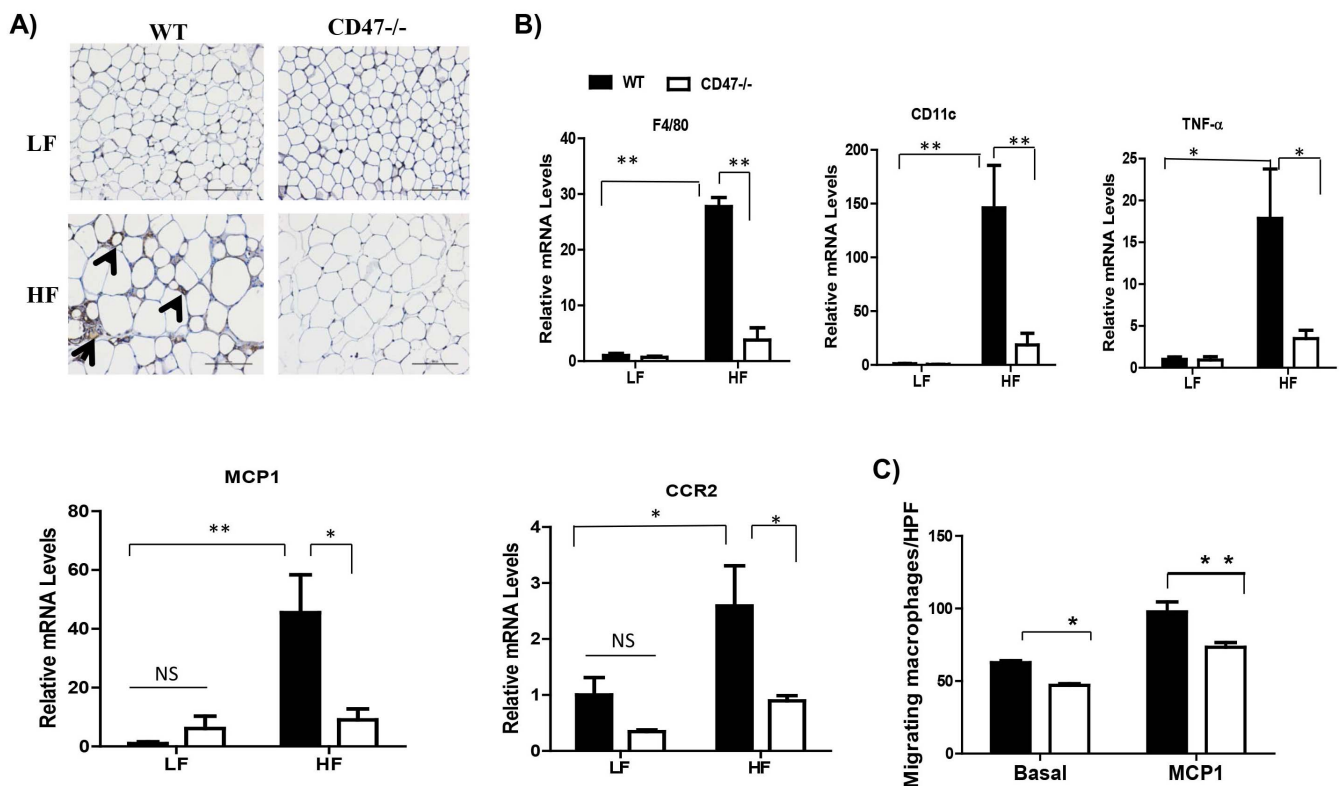 A)
WT
CD47-/-
LF
HF
B)
WT
CD47-/-
F4/80
Relative mRNA Levels
40
30
20
10
0
**
**
LF
HF
CD11c
Relative mRNA Levels
200
150
100
50
0
**
**
LF
HF
TNF-α
Relative mRNA Levels
25
20
15
10
5
0
*
*
LF
HF
MCP1
Relative mRNA Levels
80
60
40
20
0
NS
**
*
LF
HF
CCR2
Relative mRNA Levels
4
3
2
1
0
NS
*
*
LF
HF
C)
Migrating macrophages/HPF
150
100
50
0
*
* *
Basal
MCP1